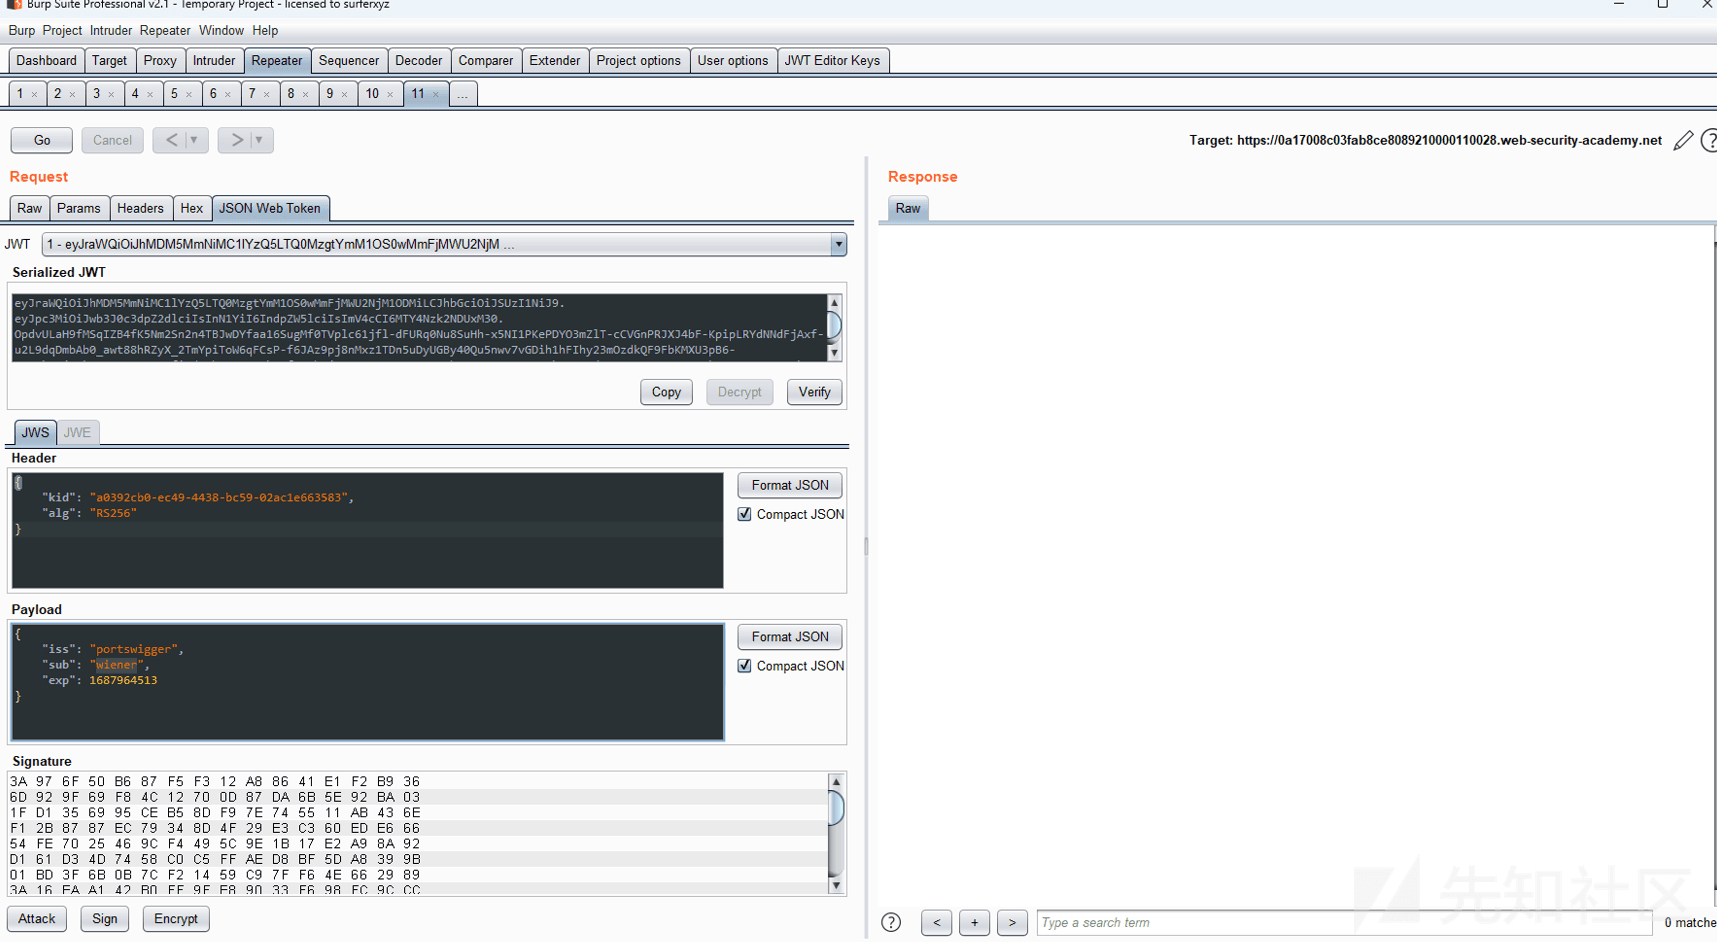 Burp Suite Professional v2.1 - Temporary Project - licensed to surferxyz
Burp Project Intruder Repeater Window Help
Dashboard Target Proxy Intruder Repeater Sequencer Decoder Comparer Extender Project options User options JWT Editor Keys
1 × 2 × 3 × 4 × 5 × 6 × 7 × 8 × 9 × 10 × 11 × ...
Go Cancel < ▼ > ▼ Target: https://0a17008c03fab8ce8089210000110028.web-security-academy.net ?
Request
Raw Params Headers Hex JSON Web Token
JWT 1 - eyJraWQiOiJhMDM5MmNiMC1lYzQ5LTQ0MzgtYmM1OS0wMmFjMWU2NjM ...
Serialized JWT
eyJraWQiOiJhMDM5MmNiMC1lYzQ5LTQ0MzgtYmM1OS0wMmFjMWU2NjM1ODMiLCJhbGciOiJSUzI1NiJ9.
eyJpc3MiOiJwb3J0c3dpZ2dlciIsInN1YiI6IndpZW5lciIsImV4cCI6MTY4Nzk2NDUxM30.
OpdvULaH9fMSqIZB4fK5Nm2Sn2n4TBJwDYfaa16SugMf0TVplc61jfl-dFURq0Nu8SuHh-x5NI1PKePDYO3mZlT-cCVGnPRJXJ4bF-KpipLRYdNNdFjAxf-
u2L9dqDmbAb0_awt88hRZyX_2TmYpiToW6qFCsP-f6JAz9pj8nMxz1TDn5uDyUGBy40Qu5nwv7vGDih1hFIhy23mOzdkQF9FbKMXU3pB6-
Copy Decrypt Verify
JWS JWE
Header
{
"kid": "a0392cb0-ec49-4438-bc59-02ac1e663583",
"alg": "RS256"
}
Format JSON
Compact JSON
Payload
{
"iss": "portswigger",
"sub": "wiener",
"exp": 1687964513
}
Format JSON
Compact JSON
Signature
3A 97 6F 50 B6 87 F5 F3 12 A8 86 41 E1 F2 B9 36
6D 92 9F 69 F8 4C 12 70 0D 87 DA 6B 5E 92 BA 03
1F D1 35 69 95 CE B5 8D F9 7E 74 55 11 AB 43 6E
F1 2B 87 87 EC 79 34 8D 4F 29 E3 C3 60 ED E6 66
54 FE 70 25 46 9C F4 49 5C 9E 1B 17 E2 A9 8A 92
D1 61 D3 4D 74 58 C0 C5 FF AE D8 BF 5D A8 39 9B
01 BD 3F 6B 0B 7C F2 14 59 C9 7F F6 4E 66 29 89
3A 16 EA A1 42 B0 FF 9F E8 90 33 F6 98 FC 9C CC
Attack Sign Encrypt
Response
Raw
? < + > Type a search term 0 matche
先知社区